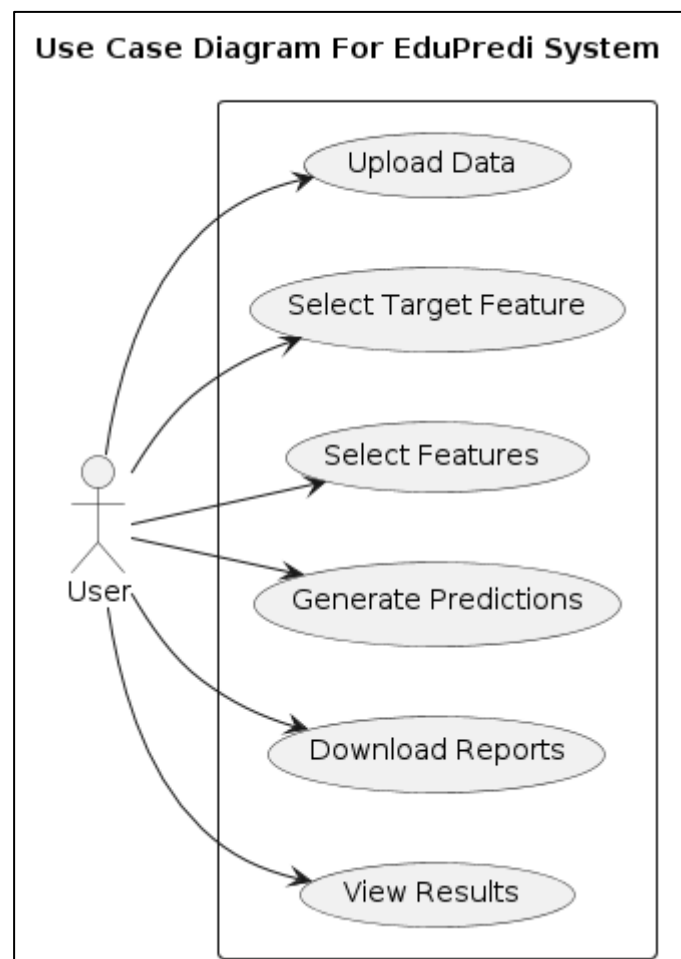 Use Case Diagram For EduPredi System
Upload Data
Select Target Feature
Select Features
Generate Predictions
User
Download Reports
View Results